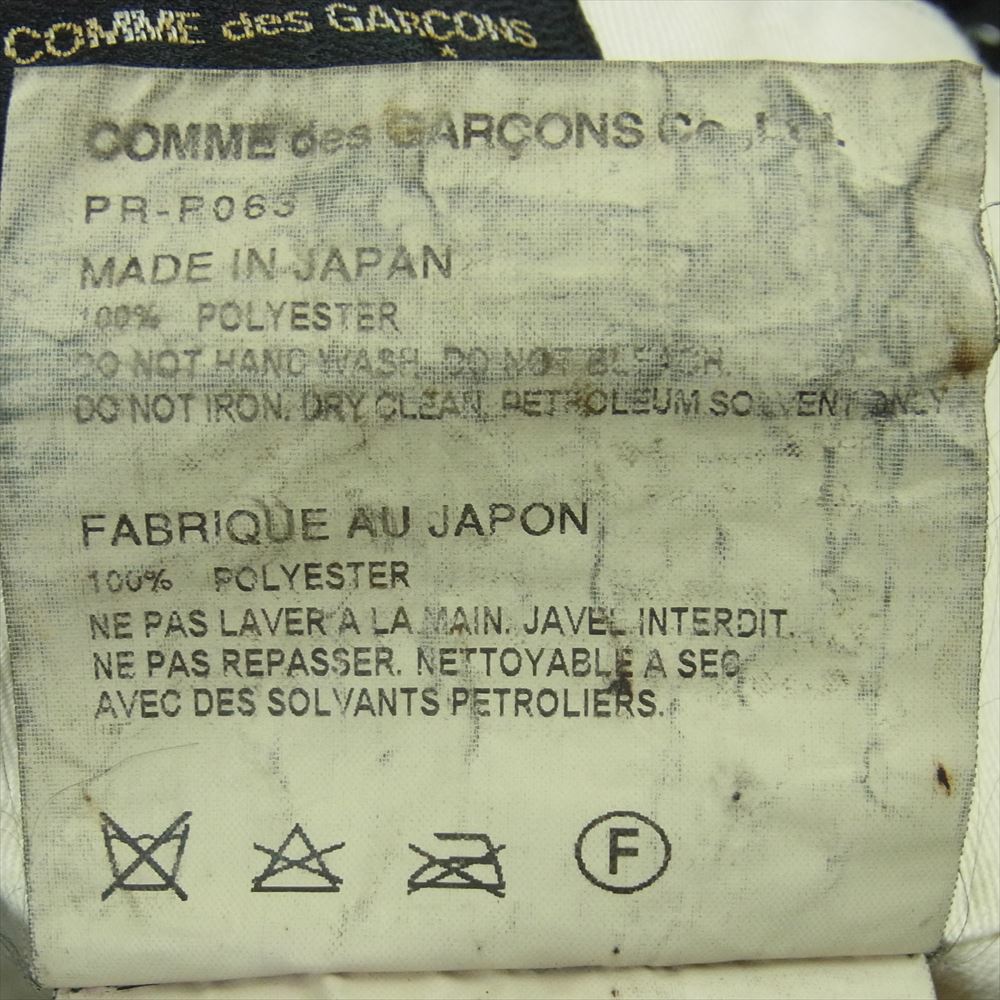 COMME des GARÇONS
COMME des GARÇONS Co.,Ltd.
PR-P063
MADE IN JAPAN
100% POLYESTER
DO NOT HAND WASH. DO NOT BLEACH.
DO NOT IRON. DRY CLEAN. PETROLEUM SOLVENT ONLY
FABRIQUE AU JAPON
100% POLYESTER
NE PAS LAVER A LA MAIN. JAVEL INTERDIT.
NE PAS REPASSER. NETTOYABLE A SEC
AVEC DES SOLVANTS PETROLIERS.
F